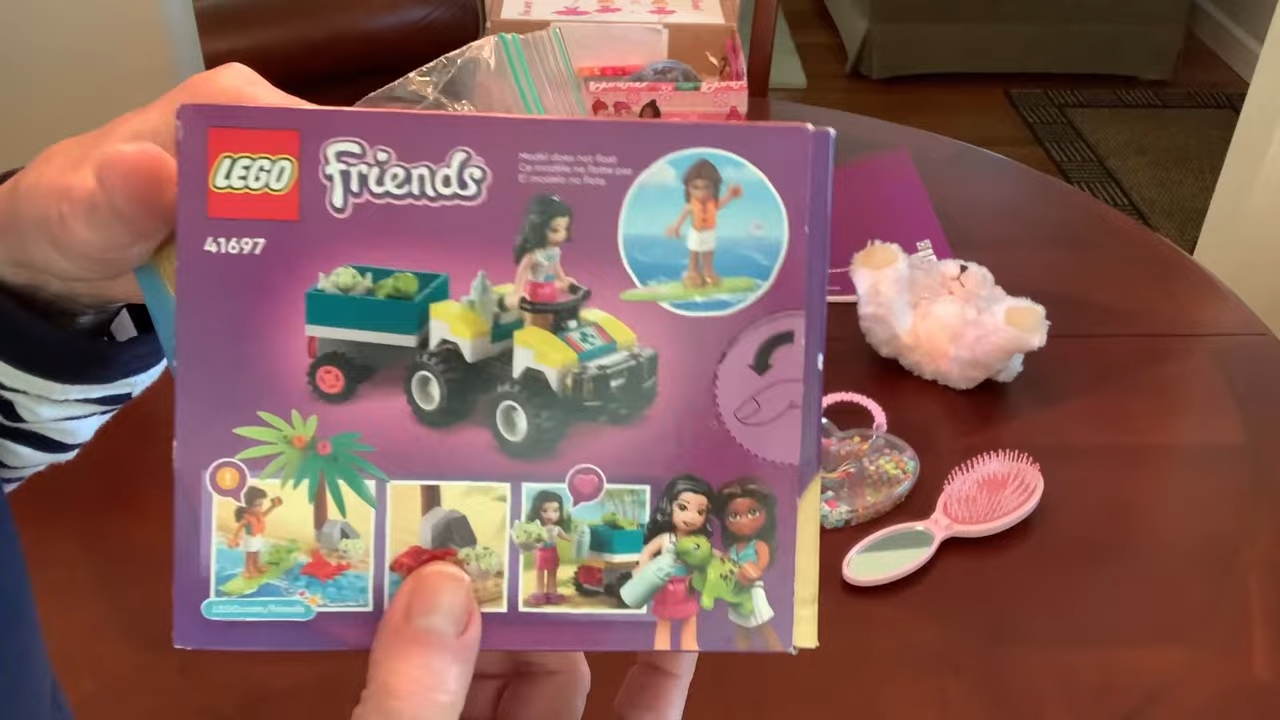 LEGO
friends
Model does not float
Ce modèle ne flotte pas
El modelo no flota.
41697
LEGO.com/friends